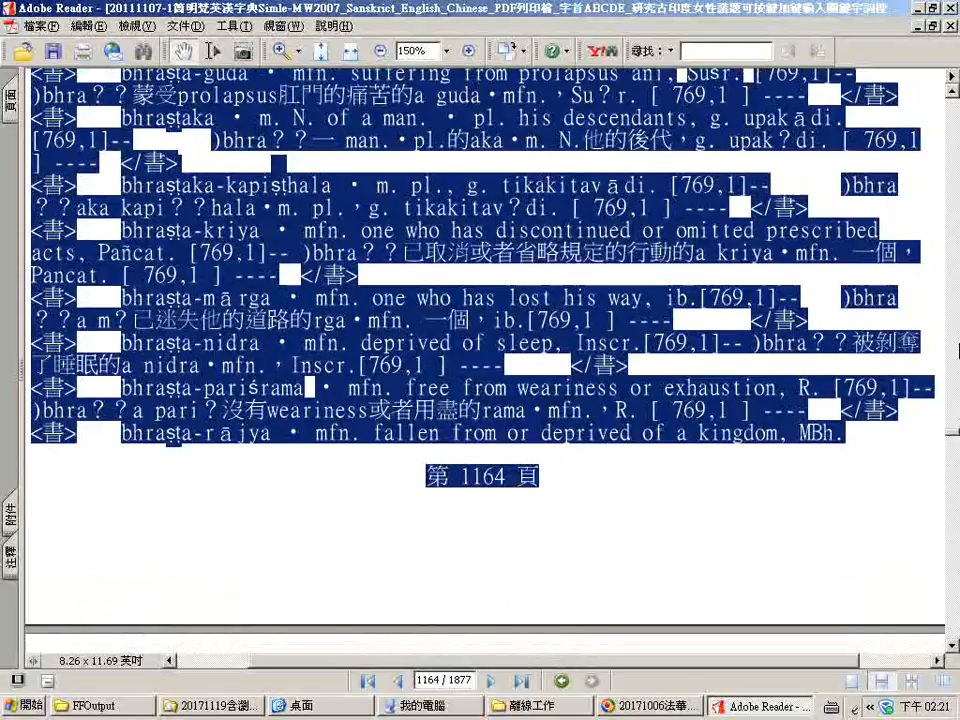 Adobe Reader - [20111107-1簡明梵英漢字典Simle-MW2007_Sanskrict_English_Chinese_PDF列印檔_字首ABCDE_研究古印度女性議題可按鍵加鍵輸入關鍵字詞搜
檔案(F) 編輯(E) 檢視(V) 文件(D) 工具(T) 視窗(W) 說明(H)
150% 尋找：
<書> bhraṣṭa-guda • mfn. suffering from prolapsus ani, Suśr. [769,1]--
)bhra？？蒙受prolapsus肛門的痛苦的a guda•mfn.，Su？r. [ 769,1 ] ---- </書>
<書> bhraṣṭaka • m. N. of a man. • pl. his descendants, g. upakādi.
[769,1]-- )bhra？？一 man.•pl.的aka•m. N.他的後代，g. upak？di. [ 769,1
] ---- </書>
<書> bhraṣṭaka-kapiṣṭhala • m. pl., g. tikakitavādi. [769,1]-- )bhra
？？aka kapi？？hala•m. pl.，g. tikakitav？di. [ 769,1 ] ---- </書>
<書> bhraṣṭa-kriya • mfn. one who has discontinued or omitted prescribed
acts, Pañcat. [769,1]-- )bhra？？已取消或者省略規定的行動的a kriya•mfn. 一個，
Pancat. [ 769,1 ] ---- </書>
<書> bhraṣṭa-mārga • mfn. one who has lost his way, ib.[769,1]-- )bhra
？？a m？已迷失他的道路的rga•mfn. 一個，ib.[769,1 ] ---- </書>
<書> bhraṣṭa-nidra • mfn. deprived of sleep, Inscr.[769,1]-- )bhra？？被剝奪
了睡眠的a nidra•mfn.，Inscr.[769,1 ] ---- </書>
<書> bhraṣṭa-pariśrama • mfn. free from weariness or exhaustion, R. [769,1]--
)bhra？？a pari？沒有weariness或者用盡的rama•mfn.，R. [ 769,1 ] ---- </書>
<書> bhraṣṭa-rājya • mfn. fallen from or deprived of a kingdom, MBh.
第 1164 頁
頁面
附件
註釋
8.26 x 11.69 英吋
1164 / 1877
開始 FFOutput 20171119含瀏... 桌面 我的電腦 離線工作 20171006法華... Adobe Reader - ... 下午 02:21